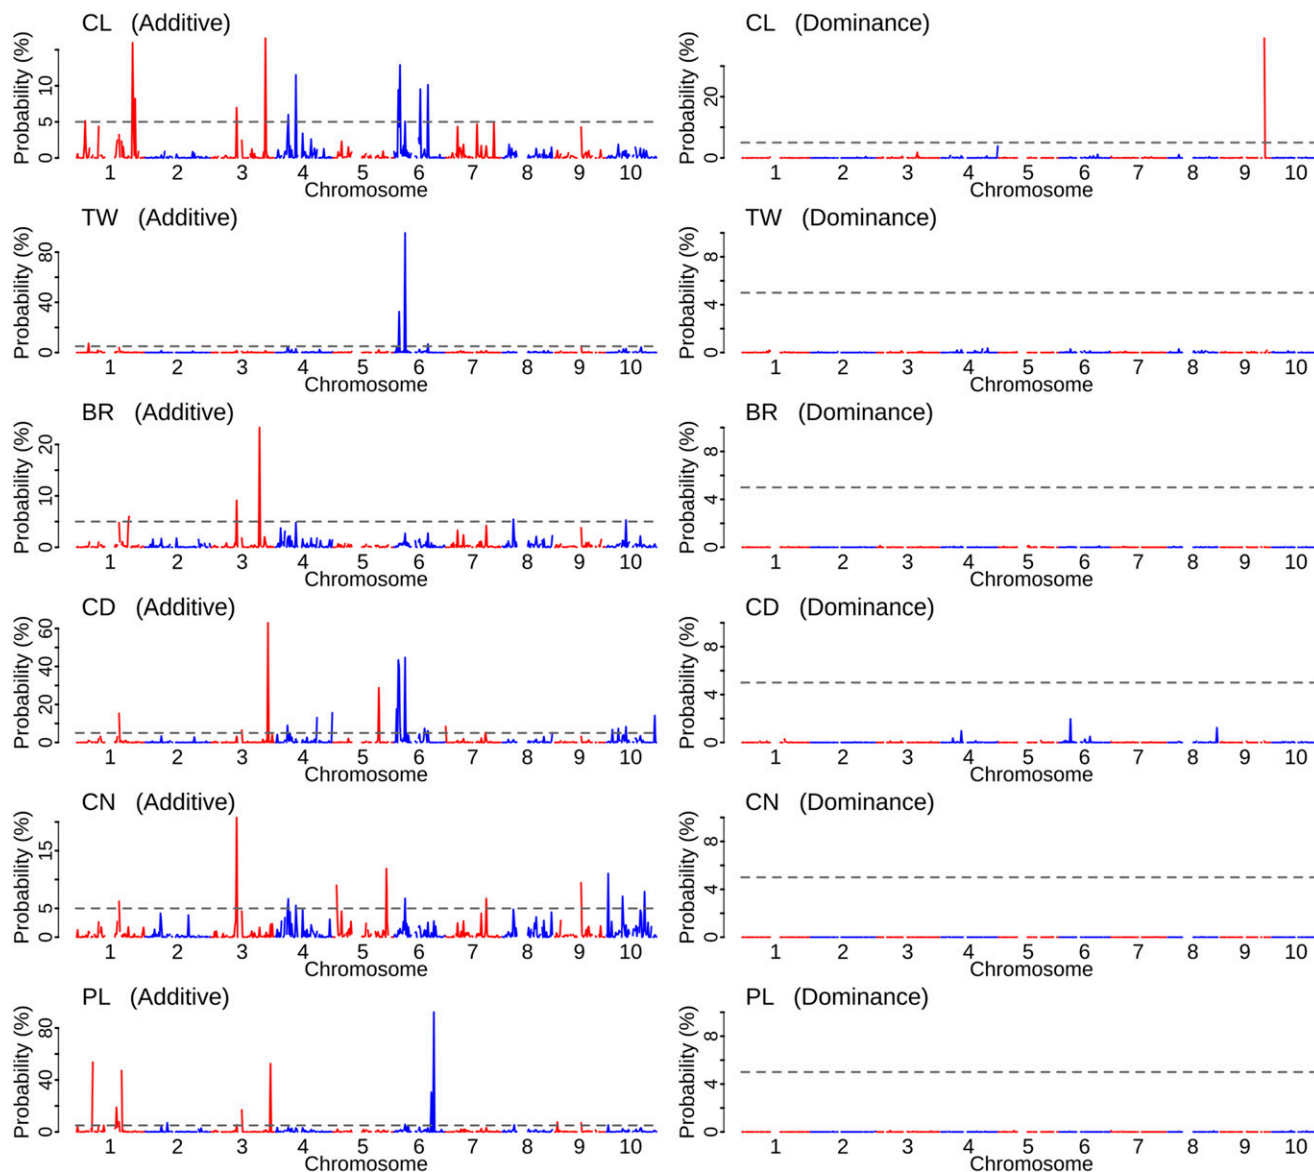 CL (Additive)
Probability (%)
0 5 10
1 2 3 4 5 6 7 8 9 10
Chromosome
CL (Dominance)
Probability (%)
0 20
1 2 3 4 5 6 7 8 9 10
Chromosome
TW (Additive)
Probability (%)
0 40 80
1 2 3 4 5 6 7 8 9 10
Chromosome
TW (Dominance)
Probability (%)
0 4 8
1 2 3 4 5 6 7 8 9 10
Chromosome
BR (Additive)
Probability (%)
0 5 10 20
1 2 3 4 5 6 7 8 9 10
Chromosome
BR (Dominance)
Probability (%)
0 4 8
1 2 3 4 5 6 7 8 9 10
Chromosome
CD (Additive)
Probability (%)
0 20 40 60
1 2 3 4 5 6 7 8 9 10
Chromosome
CD (Dominance)
Probability (%)
0 4 8
1 2 3 4 5 6 7 8 9 10
Chromosome
CN (Additive)
Probability (%)
0 5 15
1 2 3 4 5 6 7 8 9 10
Chromosome
CN (Dominance)
Probability (%)
0 4 8
1 2 3 4 5 6 7 8 9 10
Chromosome
PL (Additive)
Probability (%)
0 40 80
1 2 3 4 5 6 7 8 9 10
Chromosome
PL (Dominance)
Probability (%)
0 4 8
1 2 3 4 5 6 7 8 9 10
Chromosome